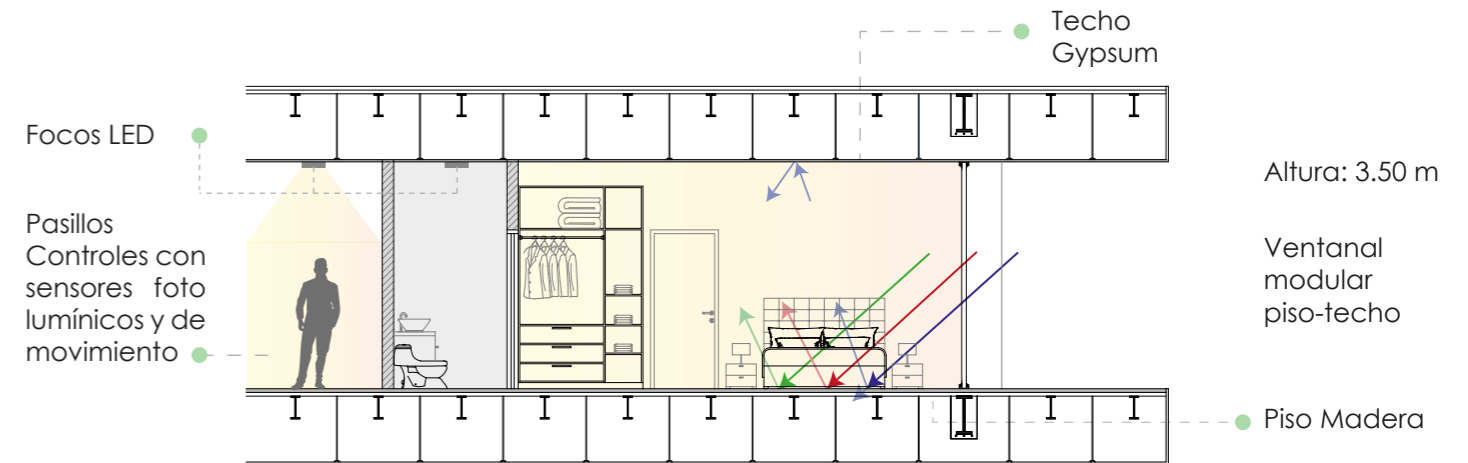 Techo
Gypsum
Focos LED
Altura: 3.50 m
Pasillos
Controles con
sensores foto
lumínicos y de
movimiento
Ventanal
modular
piso-techo
Piso Madera